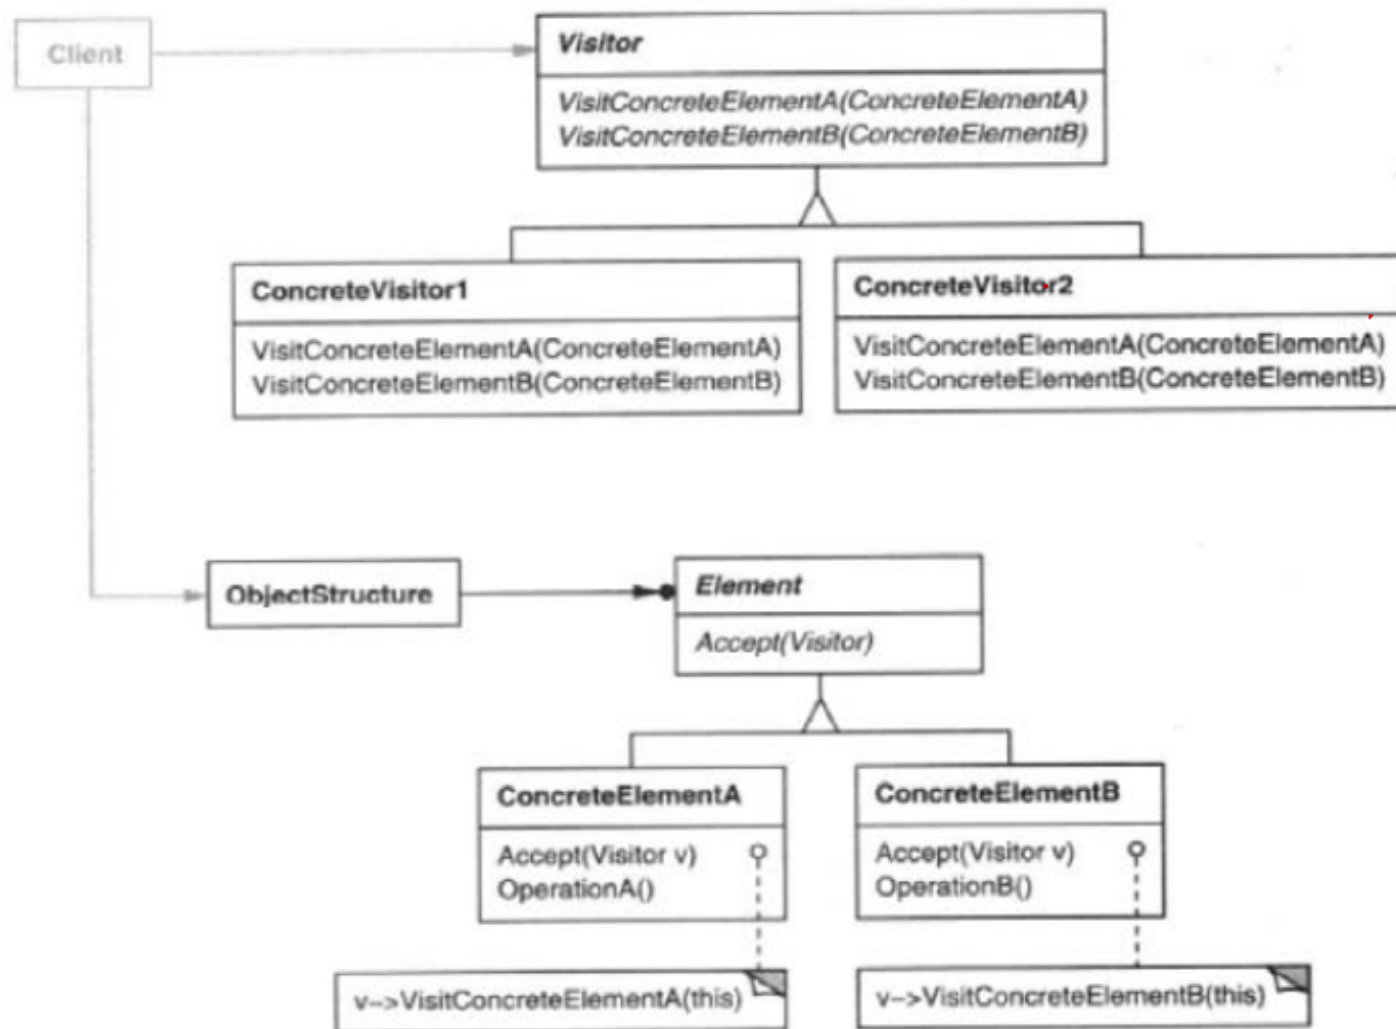 Client
Visitor
VisitConcreteElementA(ConcreteElementA)
VisitConcreteElementB(ConcreteElementB)
ConcreteVisitor1
VisitConcreteElementA(ConcreteElementA)
VisitConcreteElementB(ConcreteElementB)
ConcreteVisitor2
VisitConcreteElementA(ConcreteElementA)
VisitConcreteElementB(ConcreteElementB)
ObjectStructure
Element
Accept(Visitor)
ConcreteElementA
Accept(Visitor v)
OperationA()
ConcreteElementB
Accept(Visitor v)
OperationB()
v–>VisitConcreteElementA(this)
v–>VisitConcreteElementB(this)